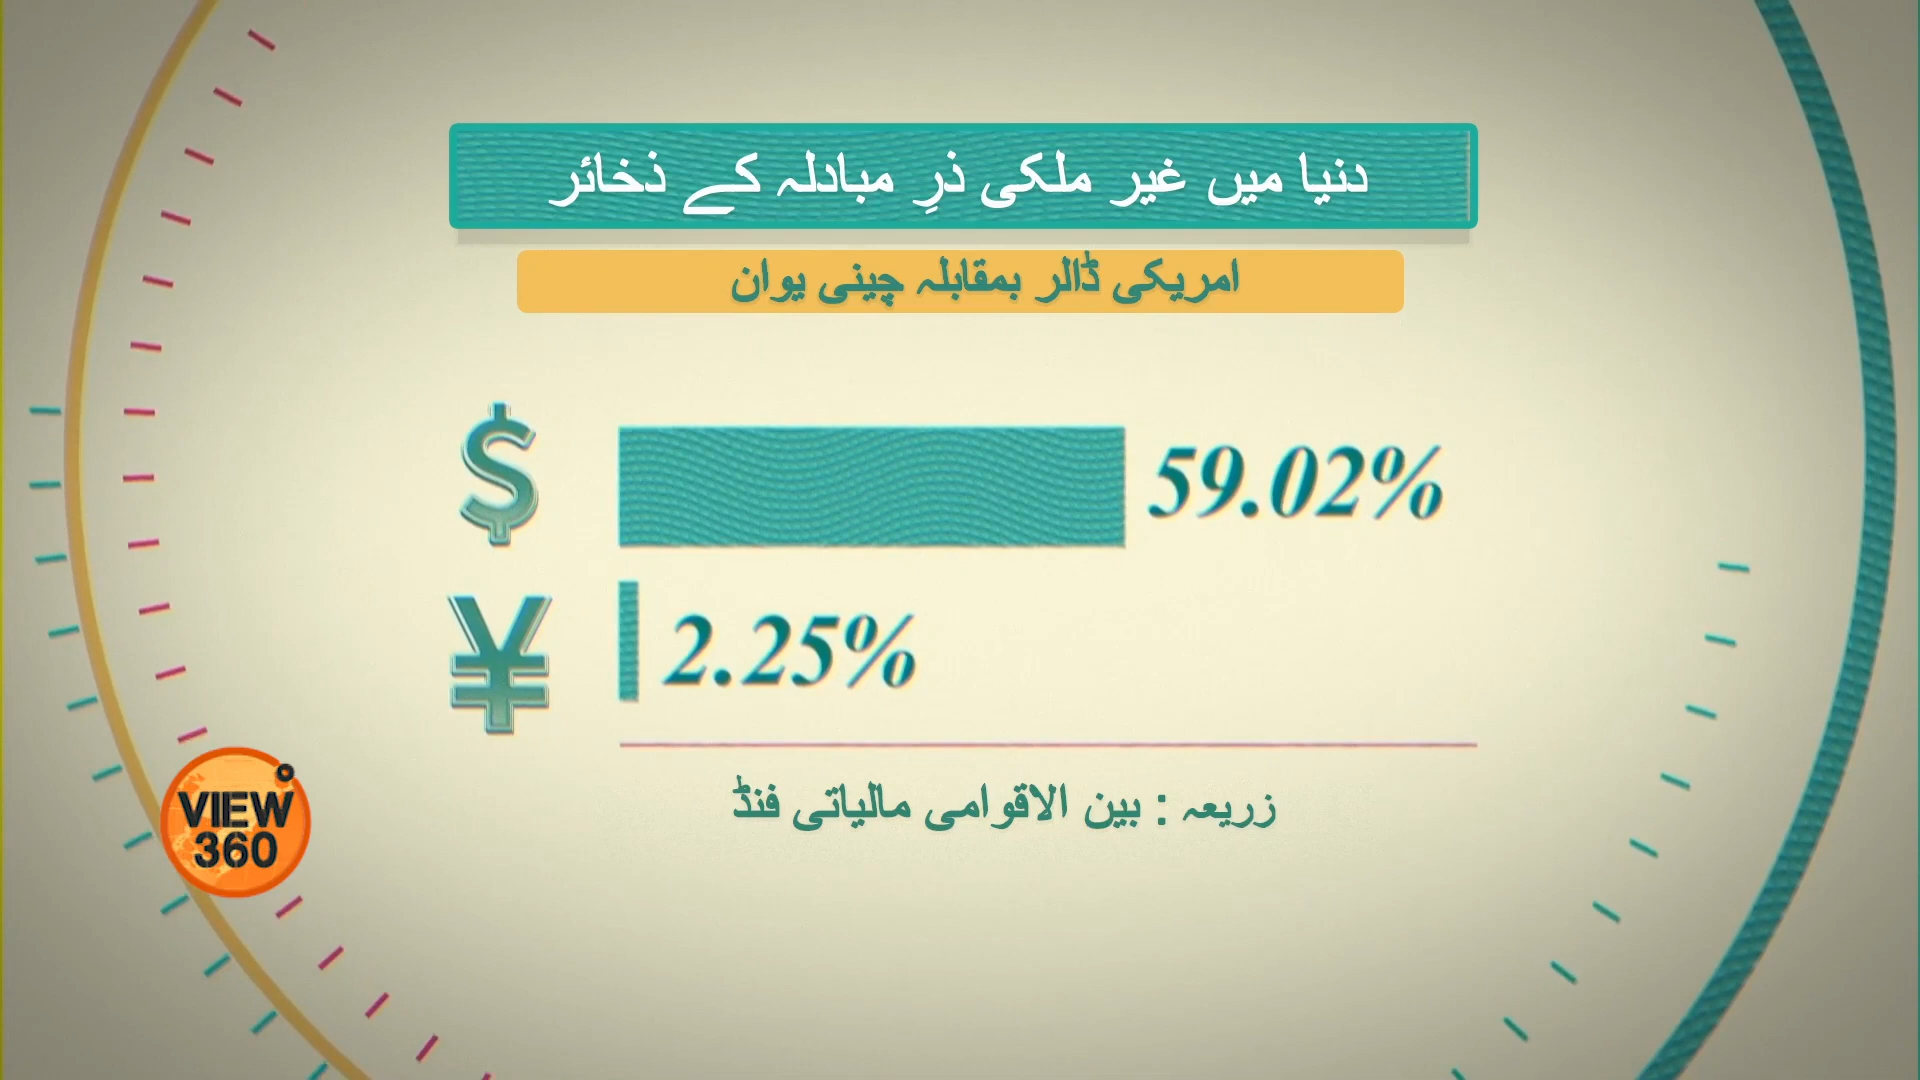 دنیا میں غیر ملکی ذرِ مبادلہ کے ذخائر
امریکی ڈالر بمقابلہ چینی یوان
$ 59.02%
¥ 2.25%
زریعہ : بین الاقوامی مالیاتی فنڈ
VIEW
360°